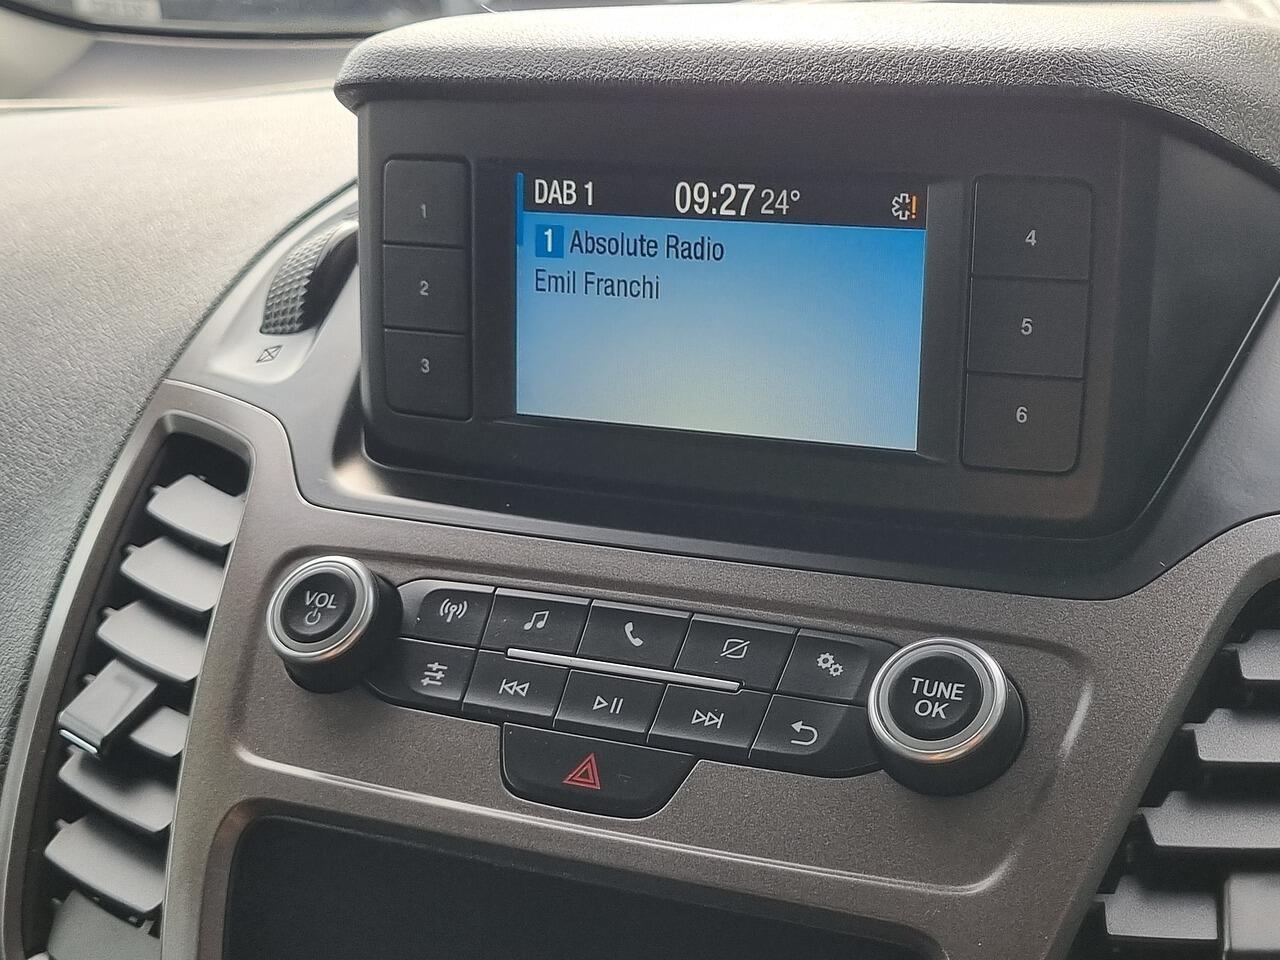 DAB 1 09:27 24°
1 Absolute Radio
Emil Franchi
1
2
3
4
5
6
VOL
TUNE
OK